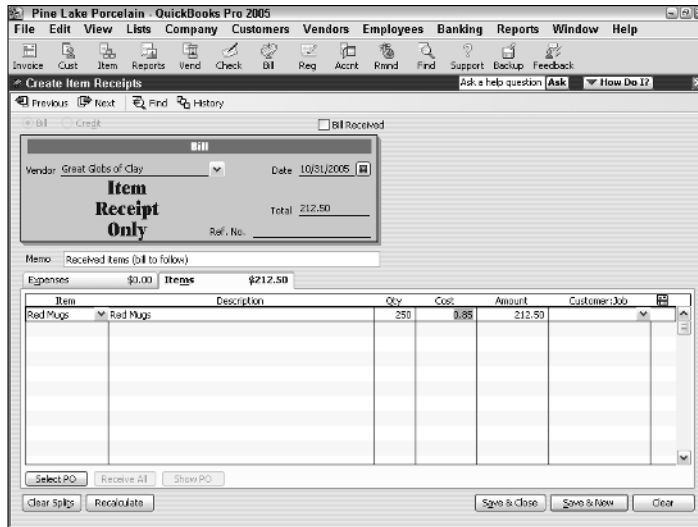 Pine Lake Porcelain - QuickBooks Pro 2005
File Edit View Lists Company Customers Vendors Employees Banking Reports Window Help
Invoice Cust Item Reports Vend Check Bill Reg Accnt Rmnd Find Support Backup Feedback
Create Item Receipts Ask a help question Ask How Do I?
Previous Next Find History
Bill Credit Bill Received
Bill
Vendor Great Globs of Clay Date 10/31/2005
Item
Receipt
Only
Total 212.50
Ref. No.
Memo Received items (bill to follow)
Expenses $0.00 Items $212.50
Item Description Qty Cost Amount Customer:Job
Red Mugs Red Mugs 250 0.85 212.50
Select PO Receive All Show PO
Clear Splits Recalculate Save & Close Save & New Clear